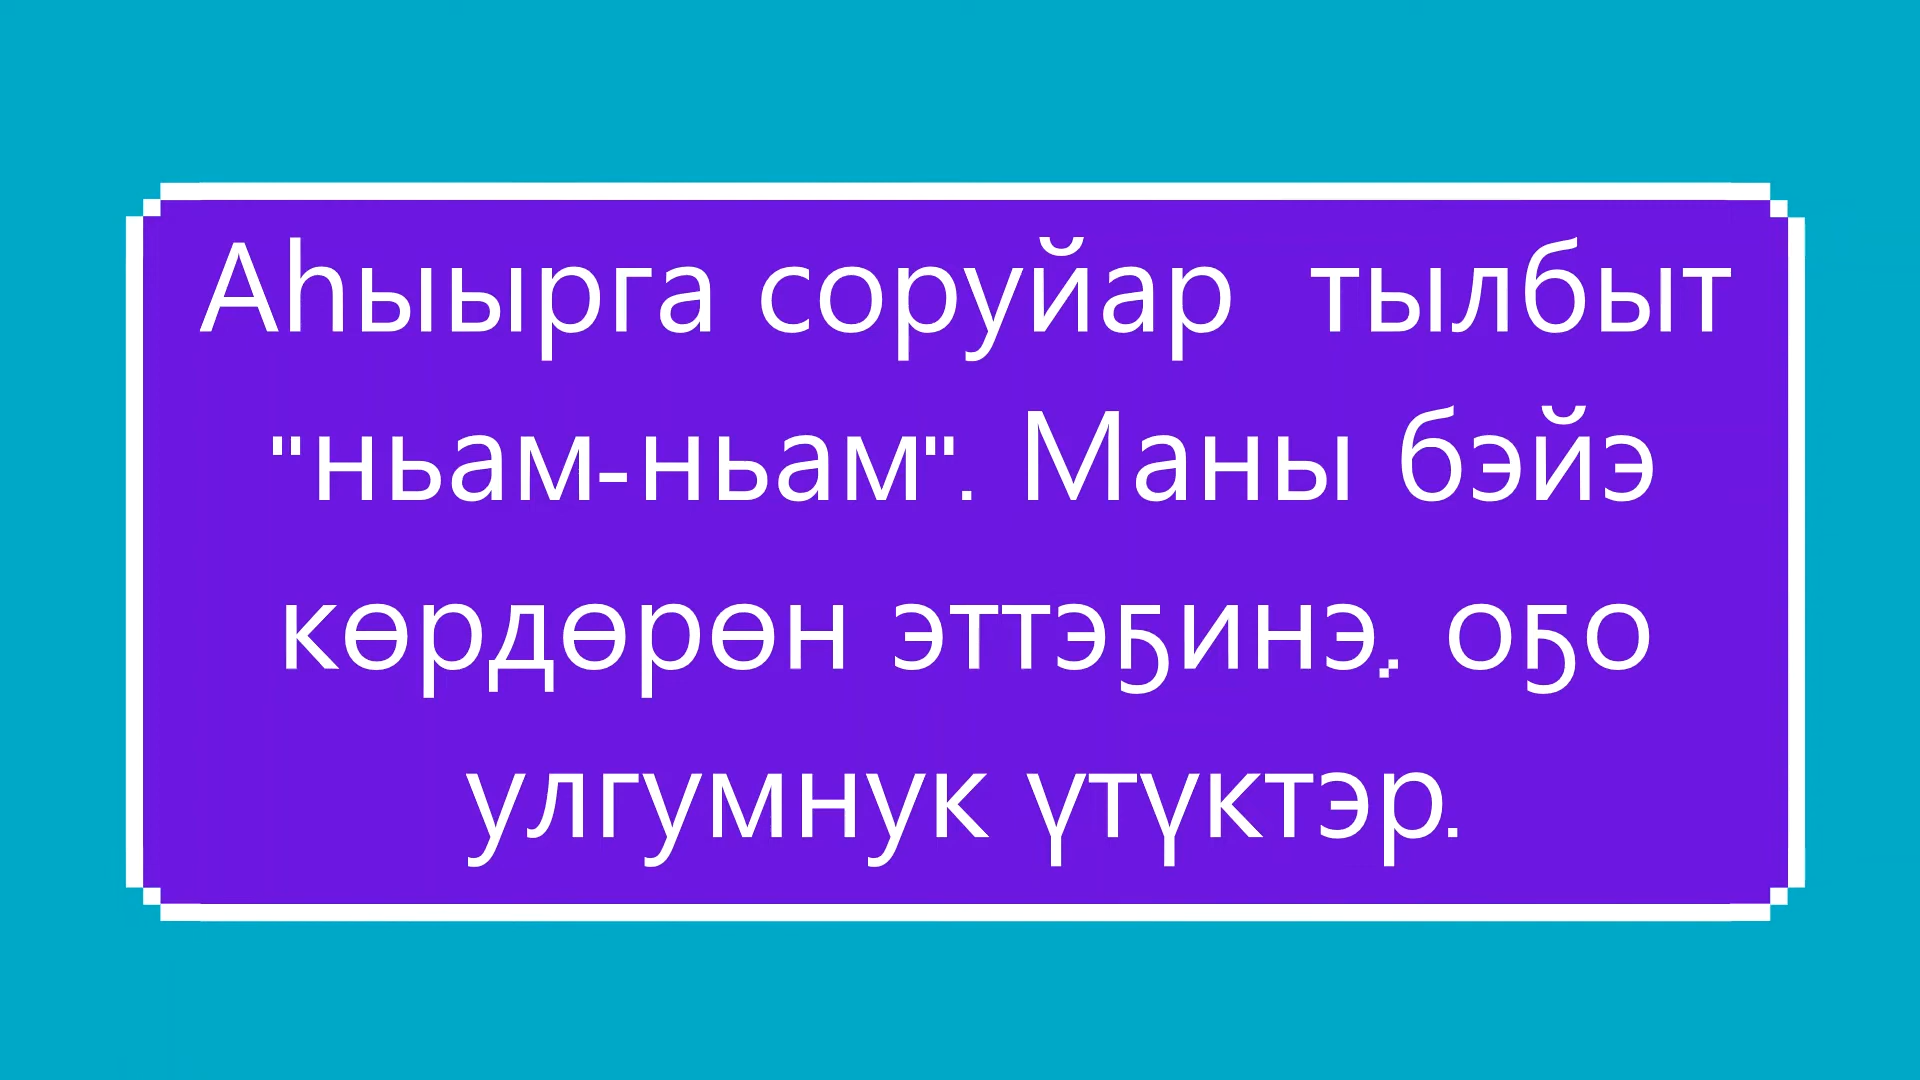 Аһыырга соруйар  тылбыт
"ньам-ньам". Маны бэйэ
көрдөрөн эттэҕинэ, оҕо
улгумнук үтүктэр.